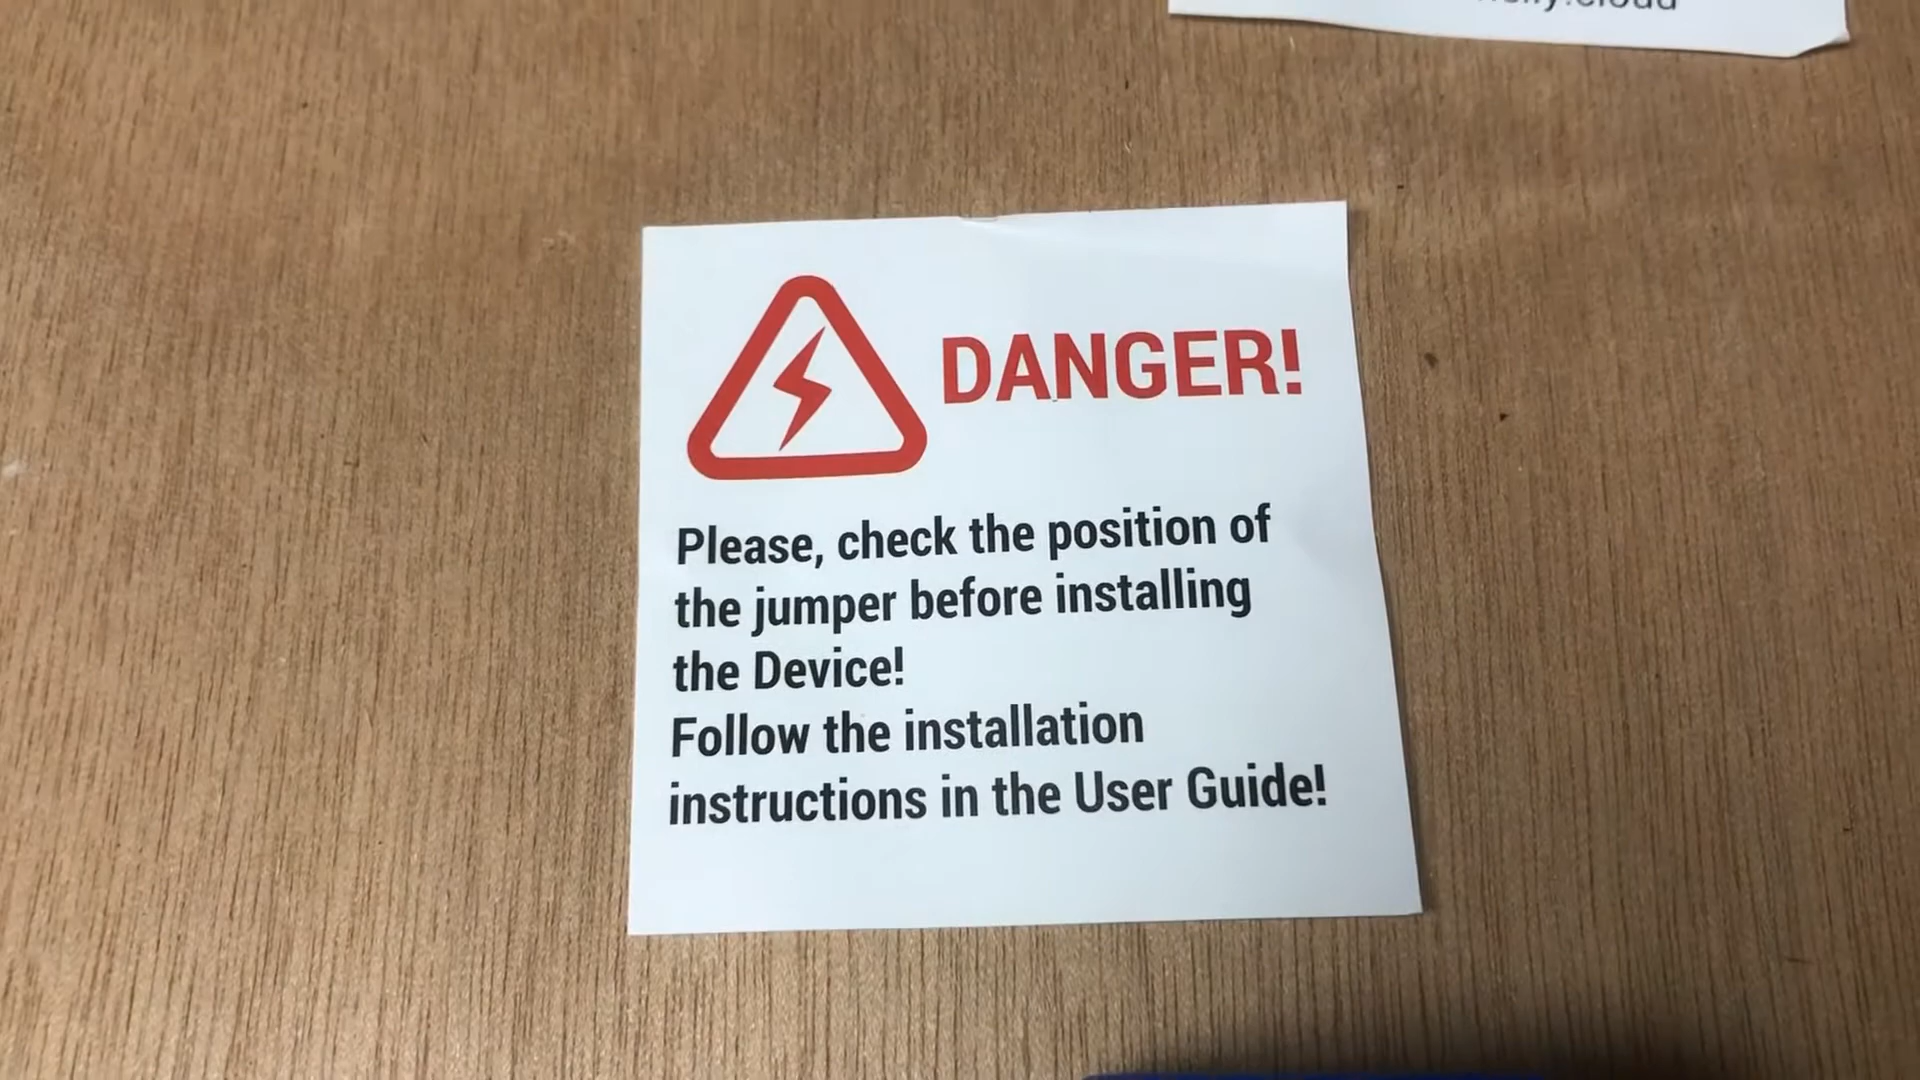 DANGER!
Please, check the position of
the jumper before installing
the Device!
Follow the installation
instructions in the User Guide!